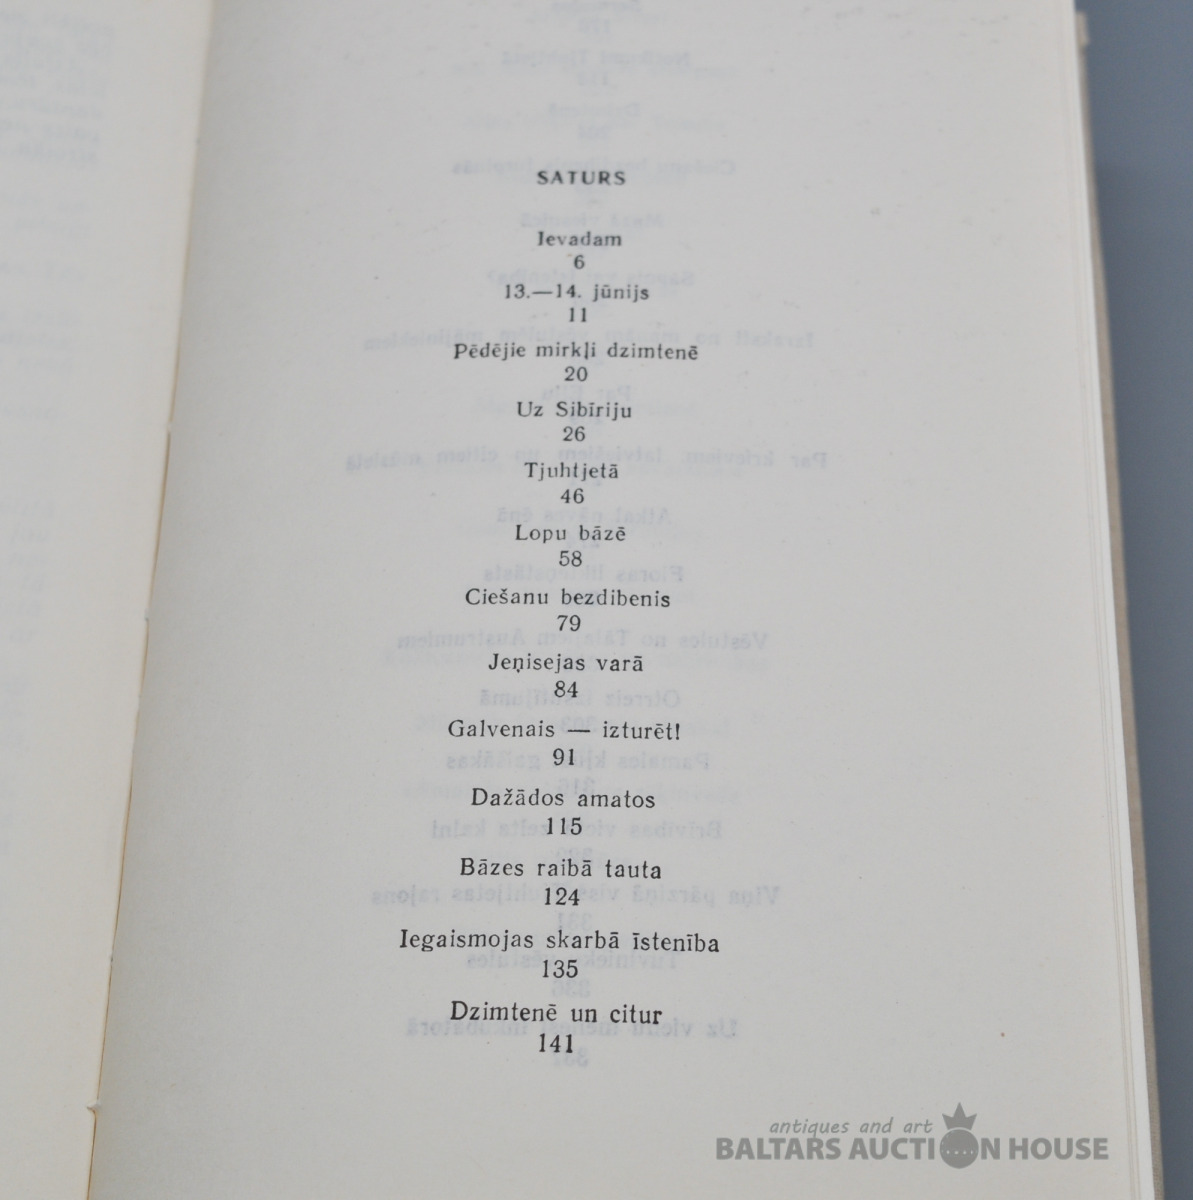 SATURS
Ievadam
6
13.—14. jūnijs
11
Pēdējie mirkļi dzimtenē
20
Uz Sibīriju
26
Tjuhtjetā
46
Lopu bāzē
58
Ciešanu bezdibenis
79
Jeņisejas varā
84
Galvenais — izturēt!
91
Dažādos amatos
115
Bāzes raibā tauta
124
Iegaismojas skarbā īstenība
135
Dzimtenē un citur
141
antiques and art
BALTARS AUCTION HOUSE